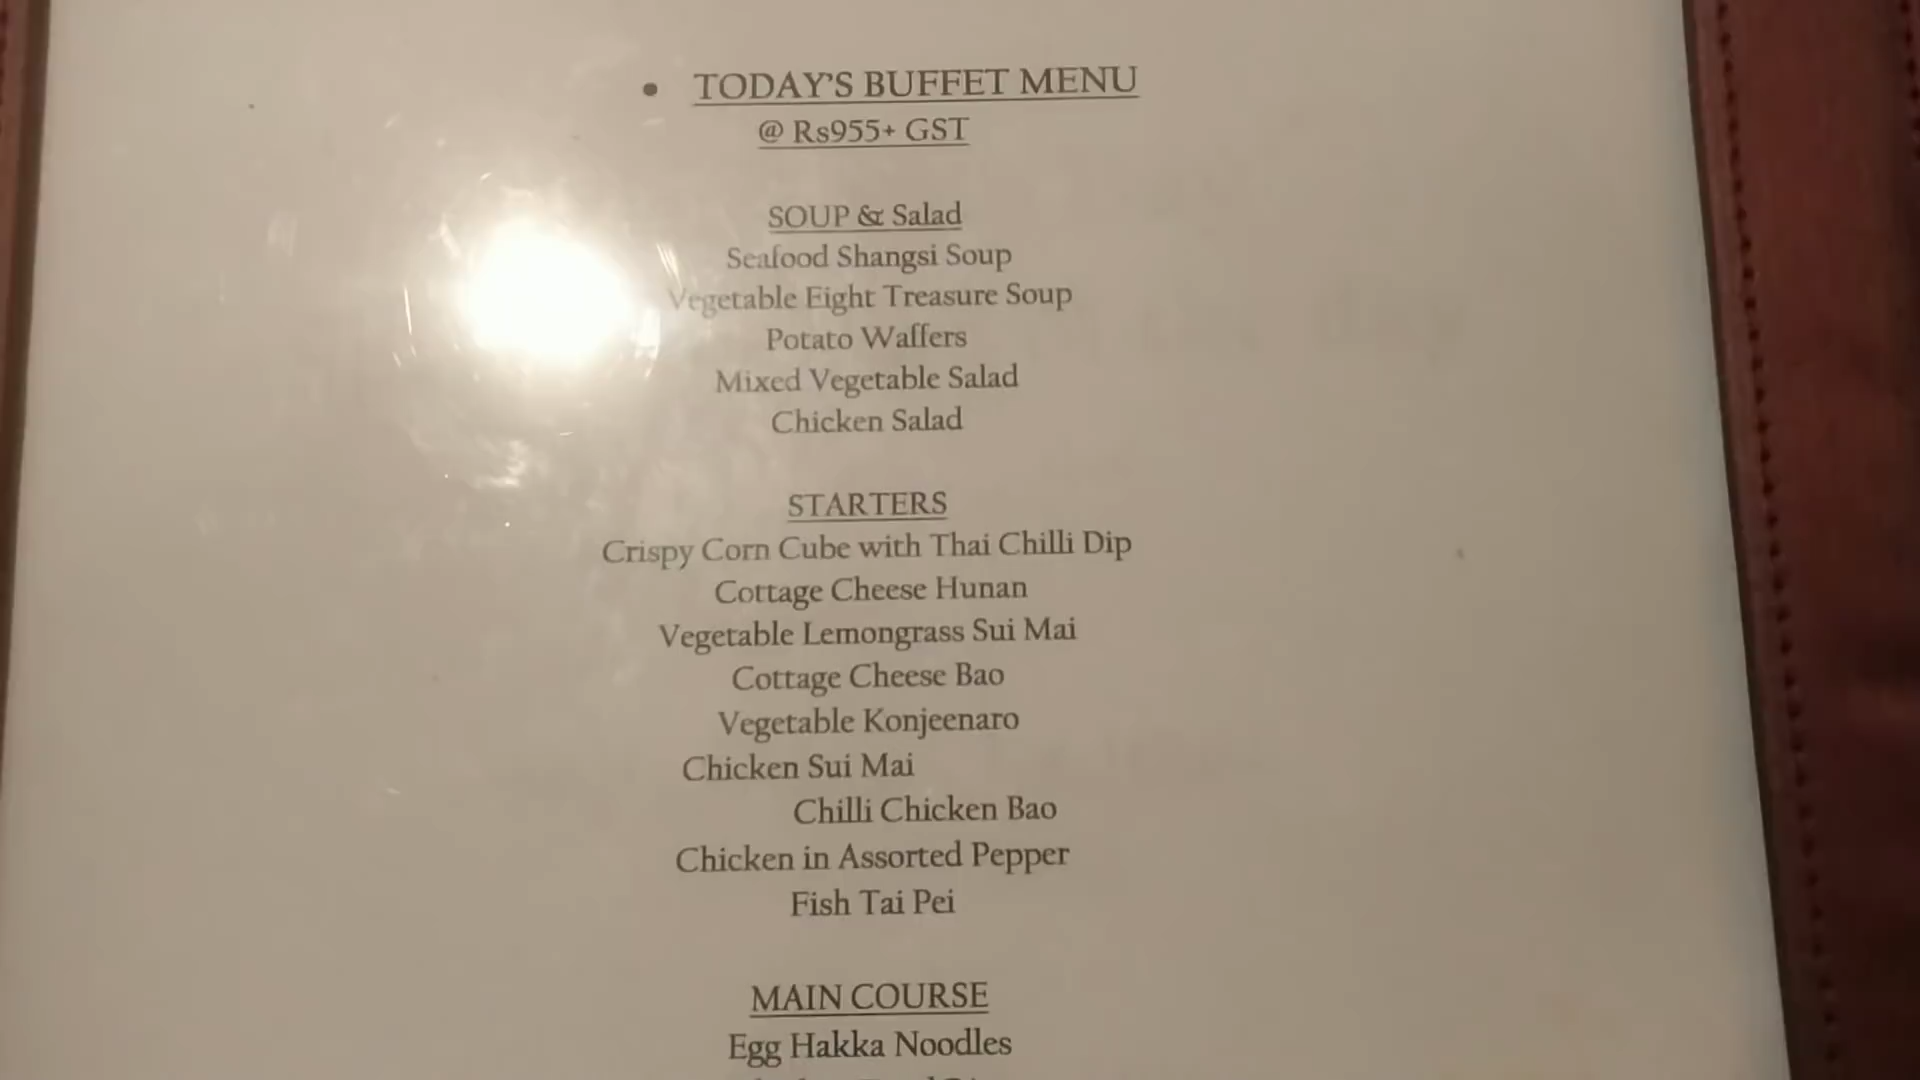 • TODAY'S BUFFET MENU
@ Rs955+ GST
SOUP & Salad
Seafood Shangsi Soup
Vegetable Eight Treasure Soup
Potato Waffers
Mixed Vegetable Salad
Chicken Salad
STARTERS
Crispy Corn Cube with Thai Chilli Dip
Cottage Cheese Hunan
Vegetable Lemongrass Sui Mai
Cottage Cheese Bao
Vegetable Konjeenaro
Chicken Sui Mai
Chilli Chicken Bao
Chicken in Assorted Pepper
Fish Tai Pei
MAIN COURSE
Egg Hakka Noodles